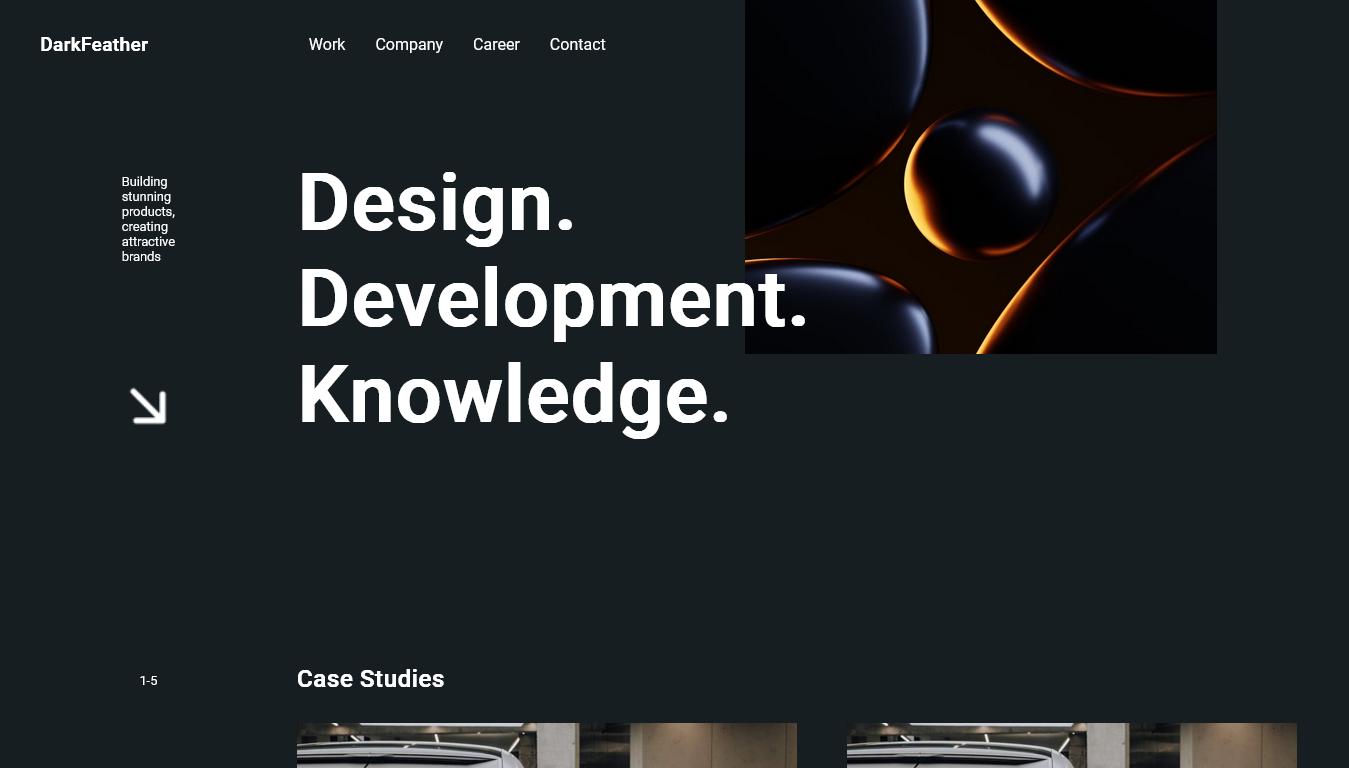 DarkFeather
Work Company Career Contact
Building
stunning
products,
creating
attractive
brands
Design.
Development.
Knowledge.
1-5
Case Studies